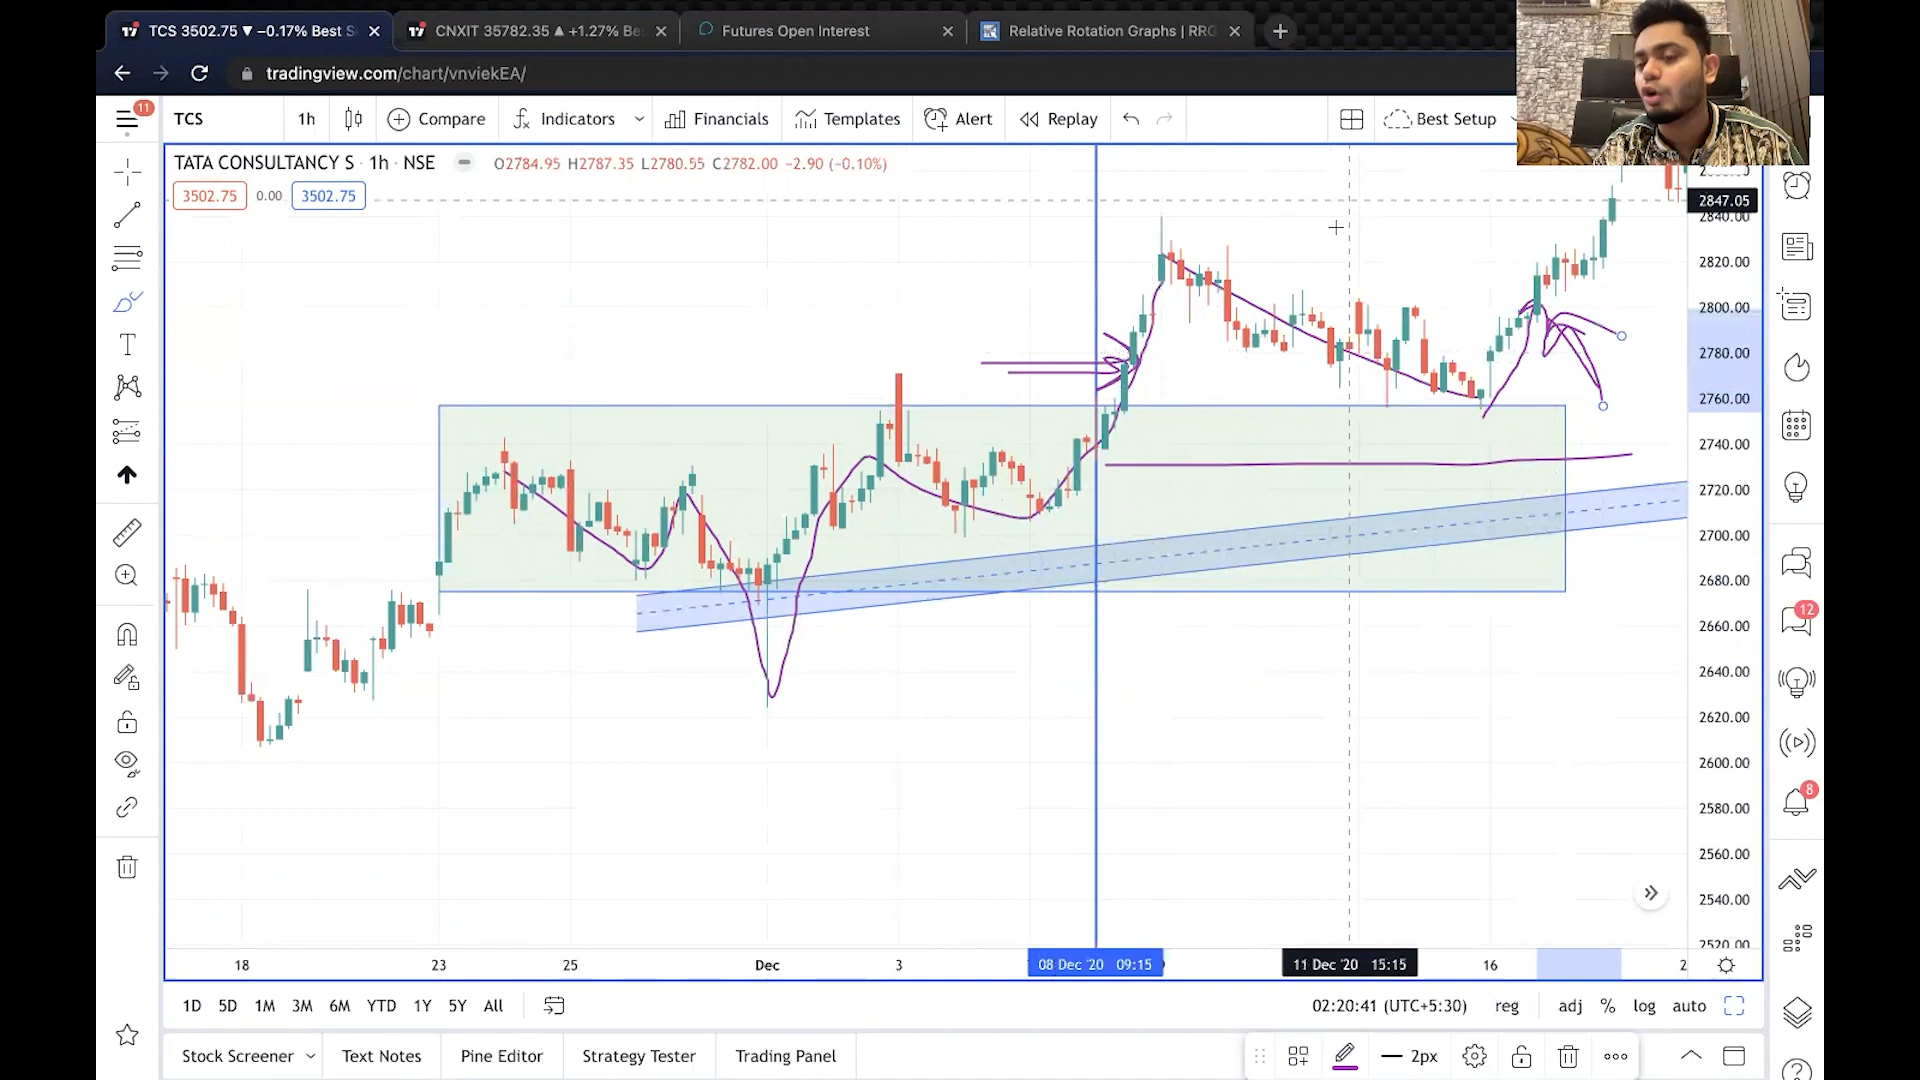 TCS 3502.75 ▼ −0.17% Best S
CNXIT 35782.35 ▲ +1.27% Be
Futures Open Interest
Relative Rotation Graphs | RRG
tradingview.com/chart/vnviekEA/
11
TCS
1h
Compare
Indicators
Financials
Templates
Alert
Replay
Best Setup
TATA CONSULTANCY S · 1h · NSE
O2784.95 H2787.35 L2780.55 C2782.00 −2.90 (−0.10%)
3502.75
0.00
3502.75
2847.05
2840.00
2820.00
2800.00
2780.00
2760.00
2740.00
2720.00
2700.00
2680.00
2660.00
2640.00
2620.00
2600.00
2580.00
2560.00
2540.00
2520.00
12
8
18
23
25
Dec
3
08 Dec '20 09:15
11 Dec '20 15:15
16
2
1D 5D 1M 3M 6M YTD 1Y 5Y All
02:20:41 (UTC+5:30)
reg
adj
%
log
auto
Stock Screener
Text Notes
Pine Editor
Strategy Tester
Trading Panel
2px